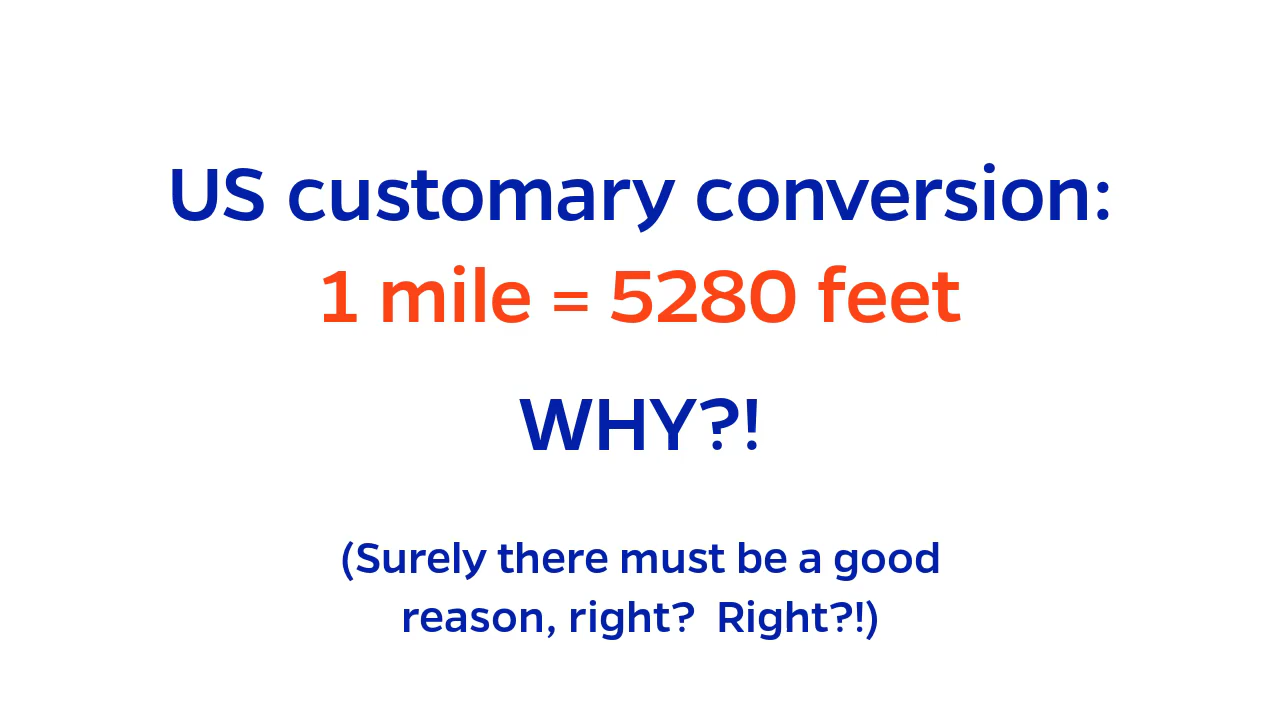 US customary conversion:
1 mile = 5280 feet
WHY?!
(Surely there must be a good
reason, right?  Right?!)